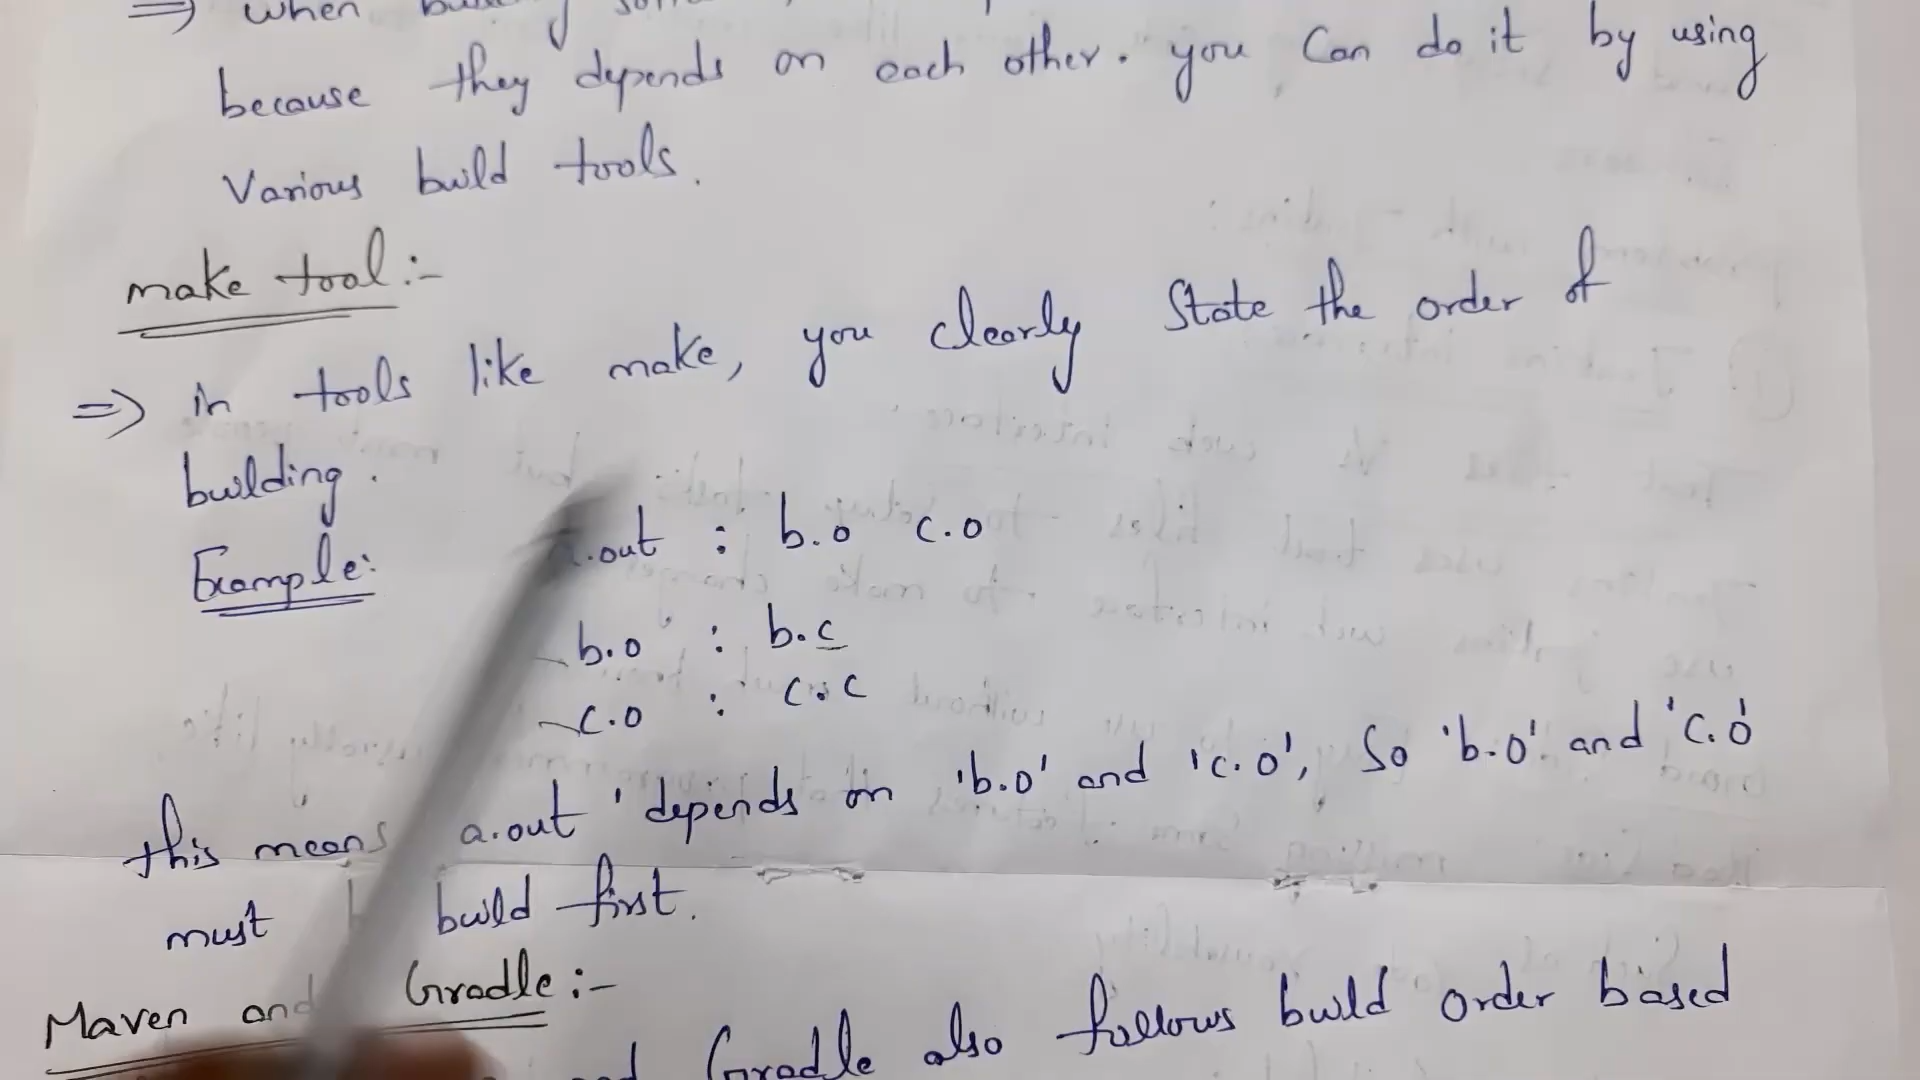 => when
because they depends on each other. you can do it by using
Various build tools.
make tool:-
=> in tools like make, you clearly State the order of
building.
Example: a.out : b.o c.o
b.o : b.c
c.o : c.c
this means a.out' depends on 'b.o' and 'c.o', So 'b.o' and 'c.o'
must build first.
Maven and Gradle:-
Gradle also follows build order based